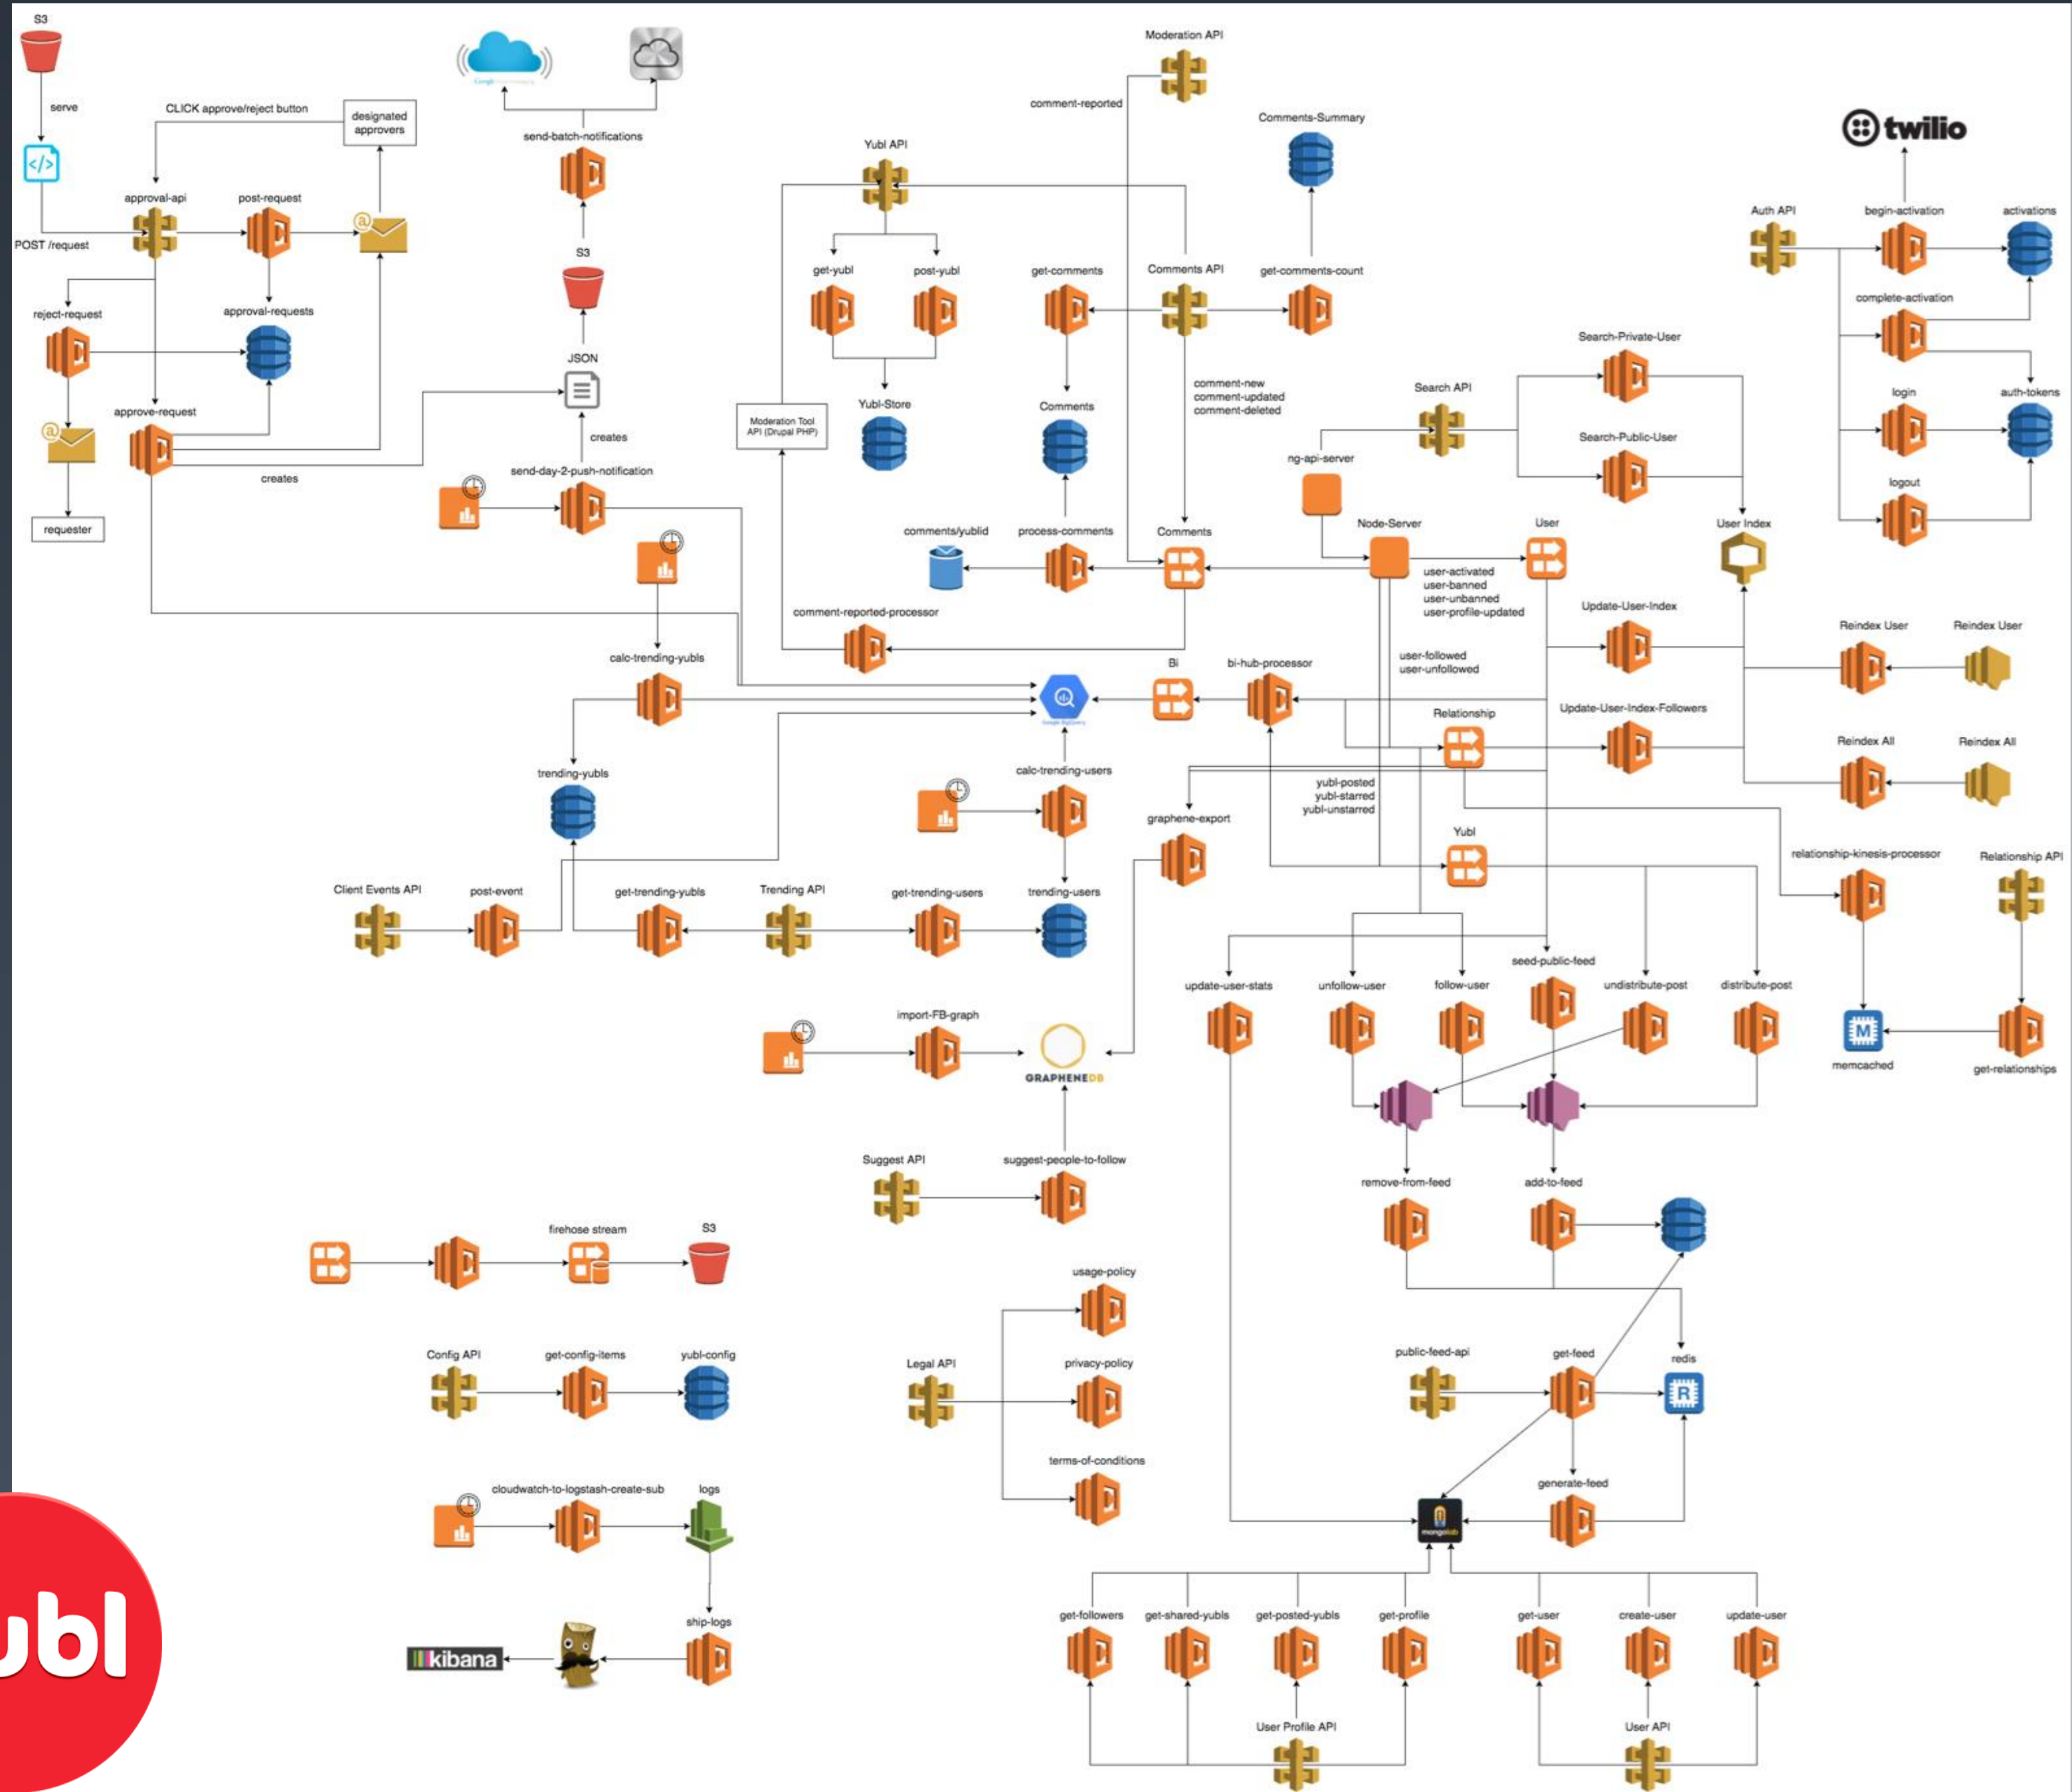 S3
serve
CLICK approve/reject button
designated
approvers
approval-api
post-request
POST /request
reject-request
approval-requests
approve-request
creates
requester
send-batch-notifications
S3
JSON
creates
send-day-2-push-notification
Moderation API
comment-reported
Comments-Summary
Yubl API
get-yubl
post-yubl
get-comments
Comments API
get-comments-count
Moderation Tool
API (Drupal PHP)
Yubl-Store
Comments
comment-new
comment-updated
comment-deleted
comments/yublid
process-comments
Comments
comment-reported-processor
twilio
Auth API
begin-activation
activations
complete-activation
login
auth-tokens
logout
Search API
Search-Private-User
Search-Public-User
ng-api-server
Node-Server
User
User Index
user-activated
user-banned
user-unbanned
user-profile-updated
Update-User-Index
Reindex User
Reindex User
user-followed
user-unfollowed
calc-trending-yubls
Bi
bi-hub-processor
Google BigQuery
Relationship
Update-User-Index-Followers
Reindex All
Reindex All
trending-yubls
calc-trending-users
yubl-posted
yubl-starred
yubl-unstarred
graphene-export
Yubl
relationship-kinesis-processor
Relationship API
Client Events API
post-event
get-trending-yubls
Trending API
get-trending-users
trending-users
update-user-stats
unfollow-user
follow-user
seed-public-feed
undistribute-post
distribute-post
memcached
M
get-relationships
import-FB-graph
GRAPHENEDB
Suggest API
suggest-people-to-follow
remove-from-feed
add-to-feed
firehose stream
S3
usage-policy
Config API
get-config-items
yubl-config
Legal API
privacy-policy
terms-of-conditions
public-feed-api
get-feed
redis
R
generate-feed
mongolab
cloudwatch-to-logstash-create-sub
logs
ship-logs
kibana
get-followers
get-shared-yubls
get-posted-yubls
get-profile
get-user
create-user
update-user
User Profile API
User API
ubl